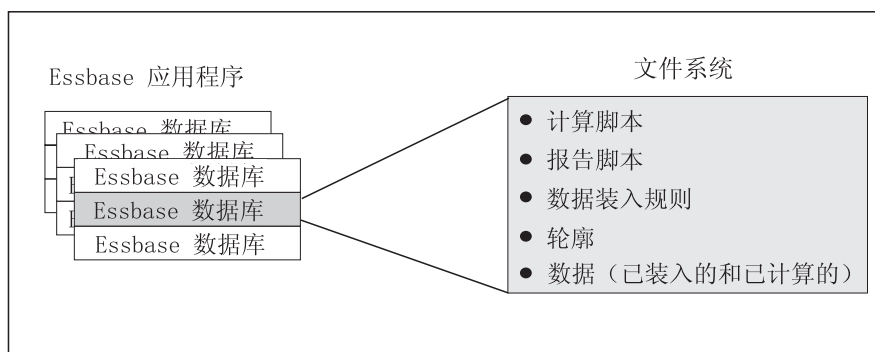 Essbase 应用程序
Essbase 数据库
Essbase 数据库
Essbase 数据库
Essbase 数据库
Essbase 数据库
文件系统
● 计算脚本
● 报告脚本
● 数据装入规则
● 轮廓
● 数据（已装入的和已计算的）